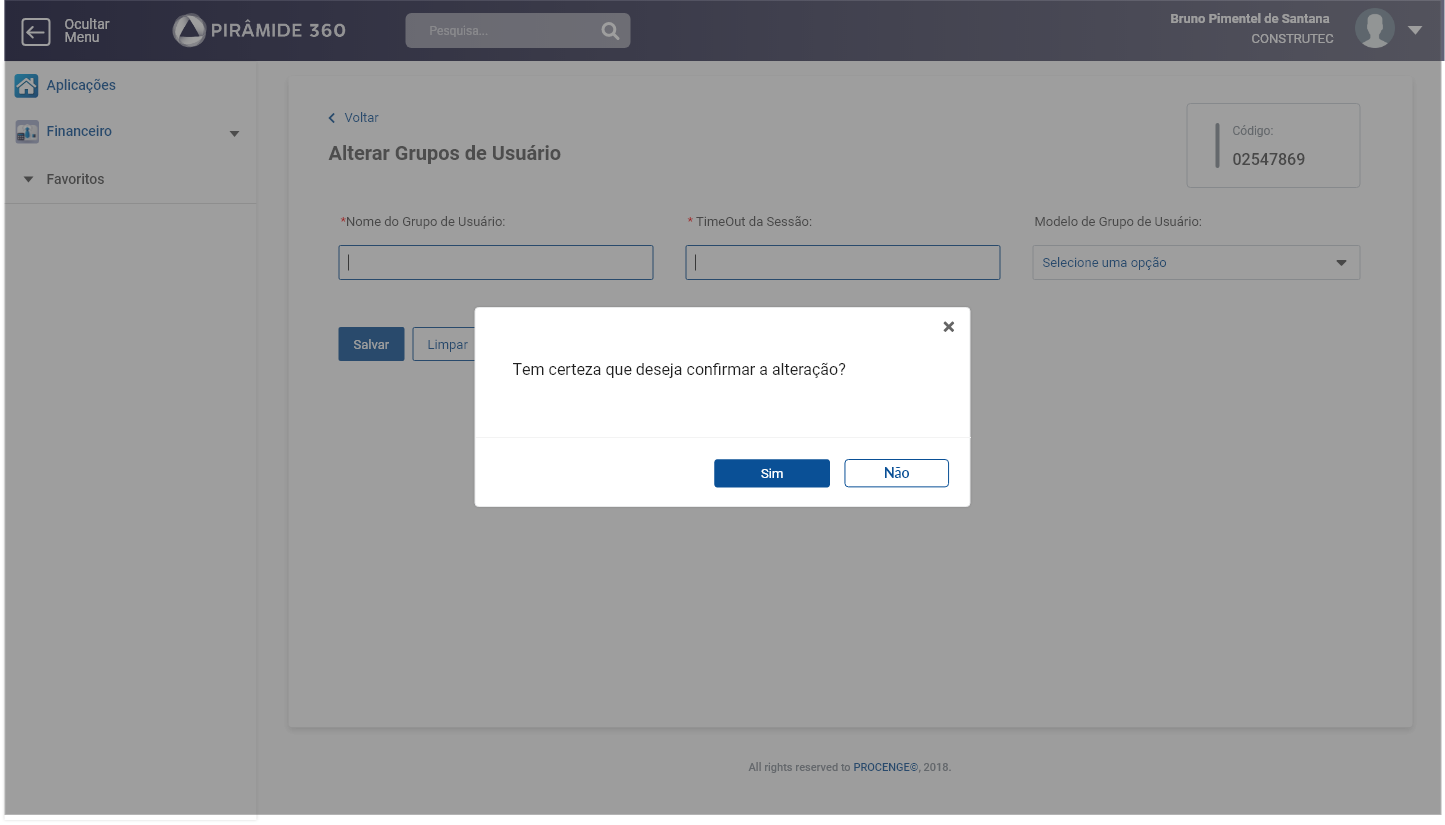 Ocultar
Menu
PIRÂMIDE 360
Pesquisa...
Bruno Pimentel de Santana
CONSTRUTEC
Aplicações
Financeiro
Favoritos
Voltar
Alterar Grupos de Usuário
Código:
02547869
*Nome do Grupo de Usuário:
* TimeOut da Sessão:
Modelo de Grupo de Usuário:
Selecione uma opção
Salvar
Limpar
Tem certeza que deseja confirmar a alteração?
Sim
Não
All rights reserved to PROCENGE©, 2018.